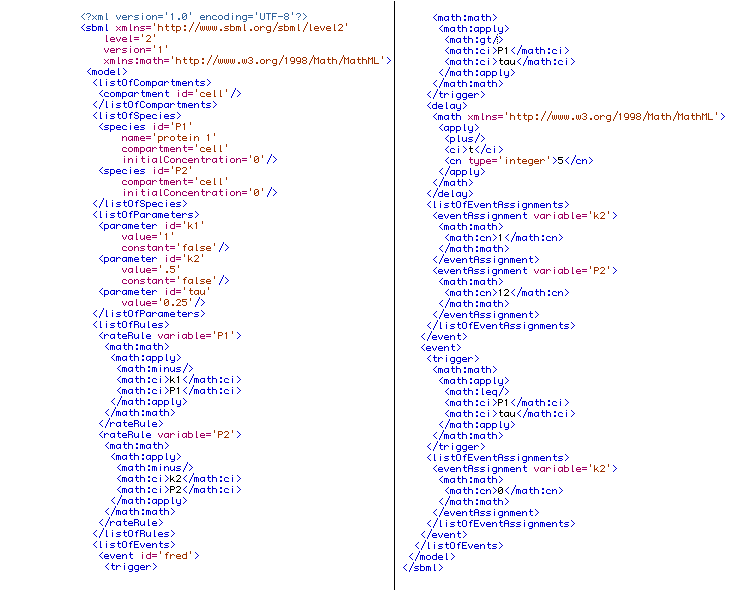 <?xml version='1.0' encoding='UTF-8'?>
<sbml xmlns='http://www.sbml.org/sbml/level2'
level='2'
version='1'
xmlns:math='http://www.w3.org/1998/Math/MathML'>
<model>
<listOfCompartments>
<compartment id='cell'/>
</listOfCompartments>
<listOfSpecies>
<species id='P1'
name='protein 1'
compartment='cell'
initialConcentration='0'/>
<species id='P2'
compartment='cell'
initialConcentration='0'/>
</listOfSpecies>
<listOfParameters>
<parameter id='k1'
value='1'
constant='false'/>
<parameter id='k2'
value='.5'
constant='false'/>
<parameter id='tau'
value='0.25'/>
</listOfParameters>
<listOfRules>
<rateRule variable='P1'>
<math:math>
<math:apply>
<math:minus/>
<math:ci>k1</math:ci>
<math:ci>P1</math:ci>
</math:apply>
</math:math>
</rateRule>
<rateRule variable='P2'>
<math:math>
<math:apply>
<math:minus/>
<math:ci>k2</math:ci>
<math:ci>P2</math:ci>
</math:apply>
</math:math>
</rateRule>
</listOfRules>
<listOfEvents>
<event id='fred'>
<trigger>
<math:math>
<math:apply>
<math:gt/>
<math:ci>P1</math:ci>
<math:ci>tau</math:ci>
</math:apply>
</math:math>
</trigger>
<delay>
<math xmlns='http://www.w3.org/1998/Math/MathML'>
<apply>
<plus/>
<ci>t</ci>
<cn type='integer'>5</cn>
</apply>
</math>
</delay>
<listOfEventAssignments>
<eventAssignment variable='k2'>
<math:math>
<math:cn>1</math:cn>
</math:math>
</eventAssignment>
<eventAssignment variable='P2'>
<math:math>
<math:cn>12</math:cn>
</math:math>
</eventAssignment>
</listOfEventAssignments>
</event>
<event>
<trigger>
<math:math>
<math:apply>
<math:leq/>
<math:ci>P1</math:ci>
<math:ci>tau</math:ci>
</math:apply>
</math:math>
</trigger>
<listOfEventAssignments>
<eventAssignment variable='k2'>
<math:math>
<math:cn>0</math:cn>
</math:math>
</eventAssignment>
</listOfEventAssignments>
</event>
</listOfEvents>
</model>
</sbml>